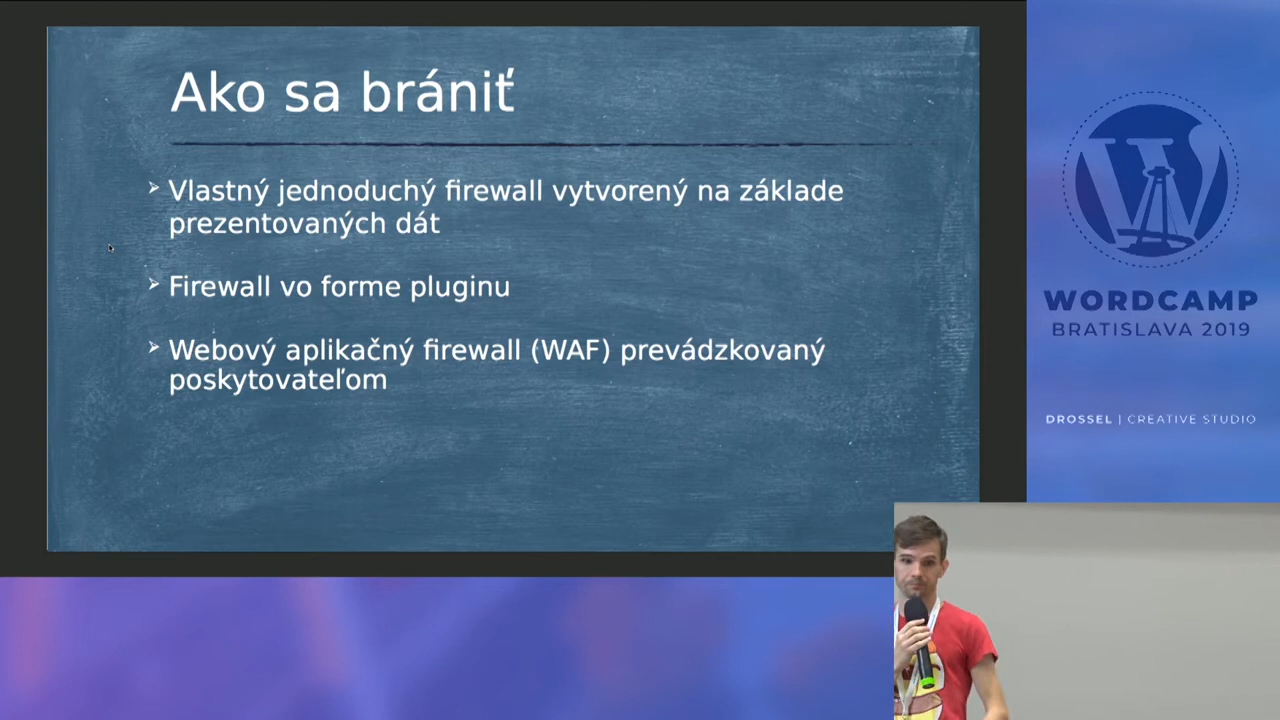 Ako sa brániť
Vlastný jednoduchý firewall vytvorený na základe
prezentovaných dát
Firewall vo forme pluginu
Webový aplikačný firewall (WAF) prevádzkovaný
poskytovateľom
WORDCAMP
BRATISLAVA 2019
DROSSEL | CREATIVE STUDIO